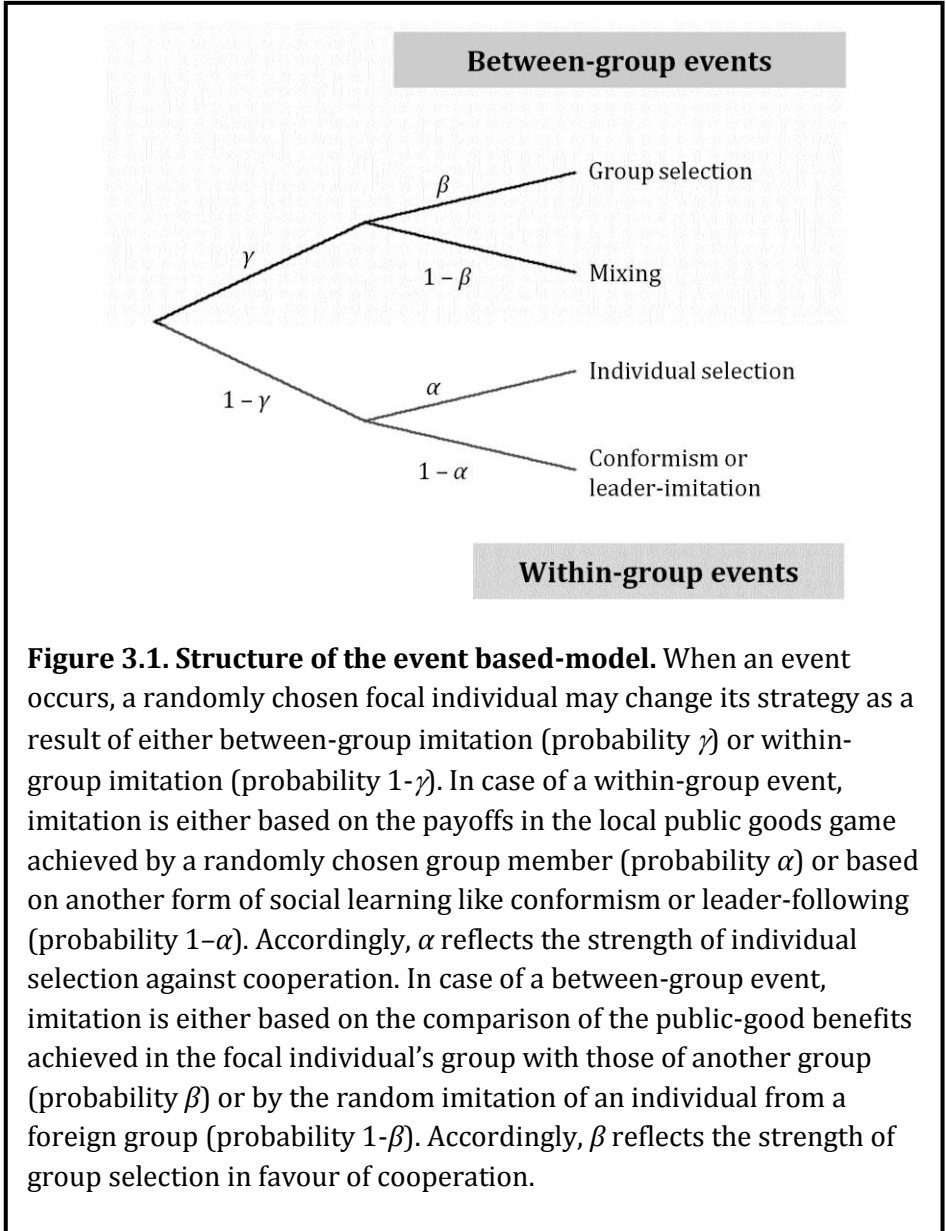 Between-group events
β
Group selection
γ
1 – β
Mixing
1 – γ
α
Individual selection
1 – α
Conformism or
leader-imitation
Within-group events
Figure 3.1. Structure of the event based-model. When an event
occurs, a randomly chosen focal individual may change its strategy as a
result of either between-group imitation (probability γ) or within-
group imitation (probability 1-γ). In case of a within-group event,
imitation is either based on the payoffs in the local public goods game
achieved by a randomly chosen group member (probability α) or based
on another form of social learning like conformism or leader-following
(probability 1–α). Accordingly, α reflects the strength of individual
selection against cooperation. In case of a between-group event,
imitation is either based on the comparison of the public-good benefits
achieved in the focal individual’s group with those of another group
(probability β) or by the random imitation of an individual from a
foreign group (probability 1-β). Accordingly, β reflects the strength of
group selection in favour of cooperation.